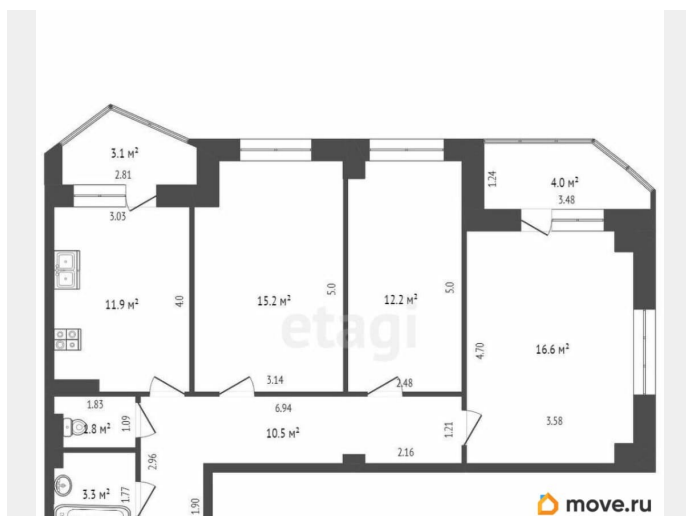 3.1 м²
2.81
3.03
1.24
4.0 м²
3.48
11.9 м²
4.0
15.2 м²
5.0
12.2 м²
5.0
4.70
16.6 м²
etagi
3.14
2.48
3.58
1.83
1.8 м²
1.09
6.94
10.5 м²
2.16
1.21
2.96
3.3 м²
1.77
1.90
move.ru